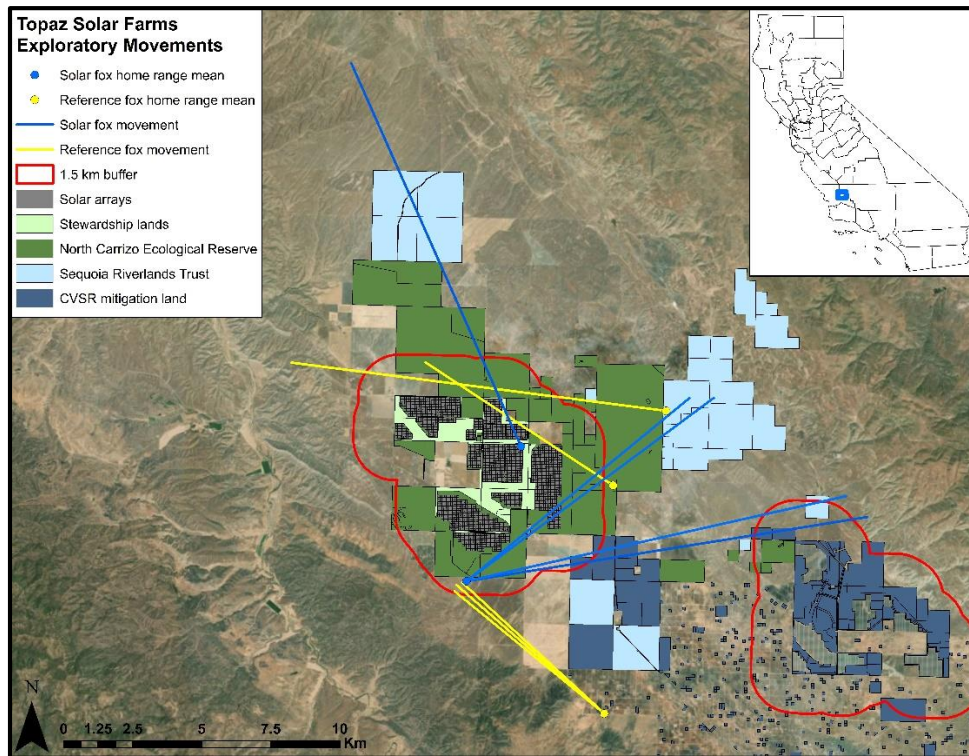 Topaz Solar Farms
Exploratory Movements
Solar fox home range mean
Reference fox home range mean
Solar fox movement
Reference fox movement
1.5 km buffer
Solar arrays
Stewardship lands
North Carrizo Ecological Reserve
Sequoia Riverlands Trust
CVSR mitigation land
N
0 1.25 2.5 5 7.5 10
Km